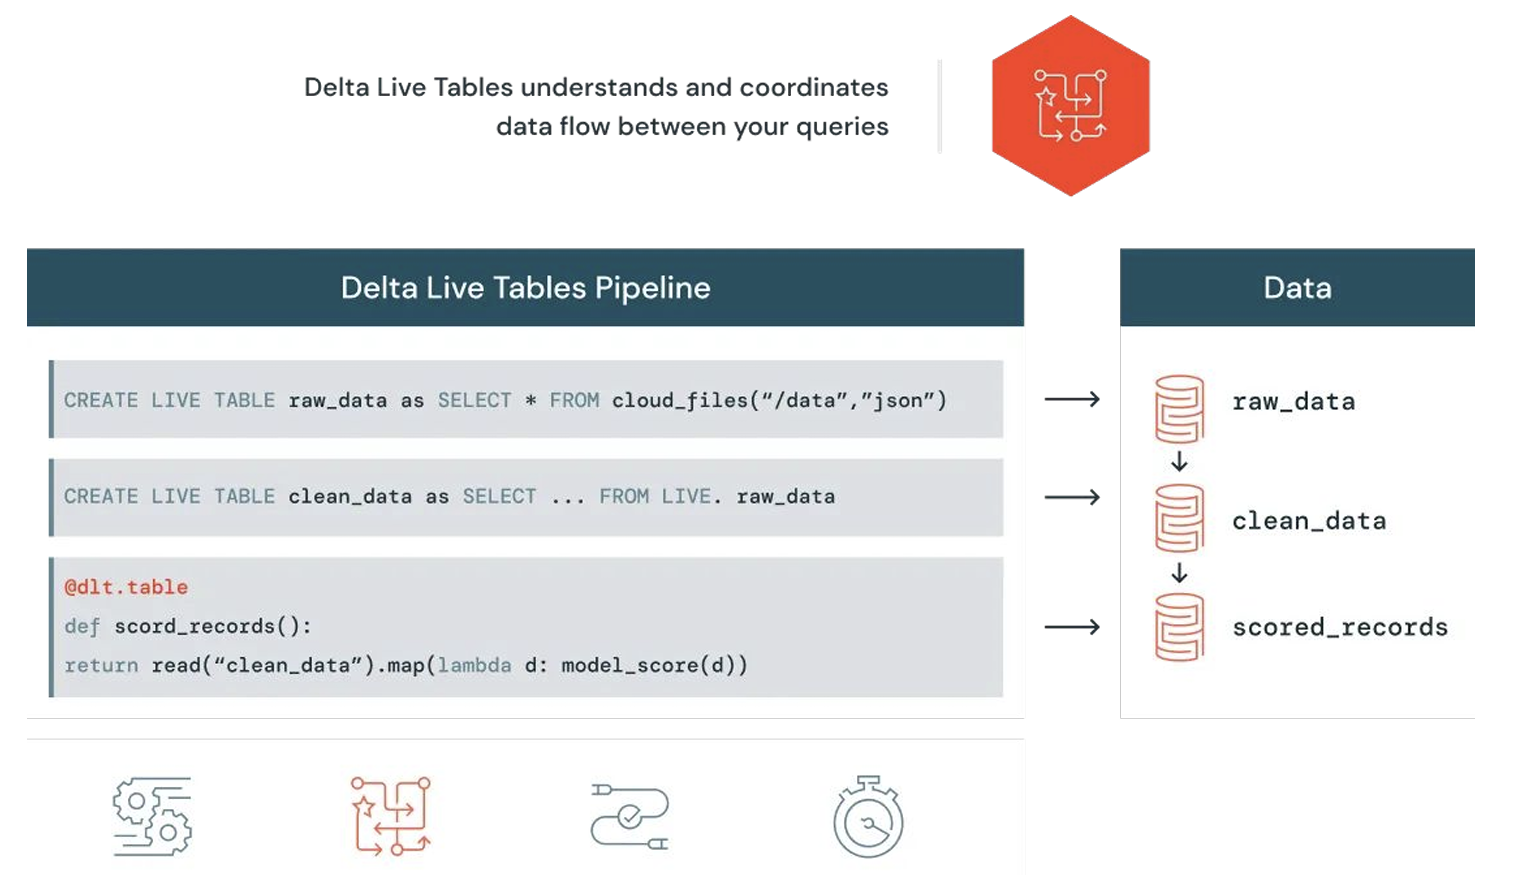 Delta Live Tables understands and coordinates
data flow between your queries
Delta Live Tables Pipeline
CREATE LIVE TABLE raw_data as SELECT * FROM cloud_files(“/data”,”json”)
CREATE LIVE TABLE clean_data as SELECT ... FROM LIVE. raw_data
@dlt.table
def scord_records():
return read(“clean_data”).map(lambda d: model_score(d))
Data
raw_data
clean_data
scored_records